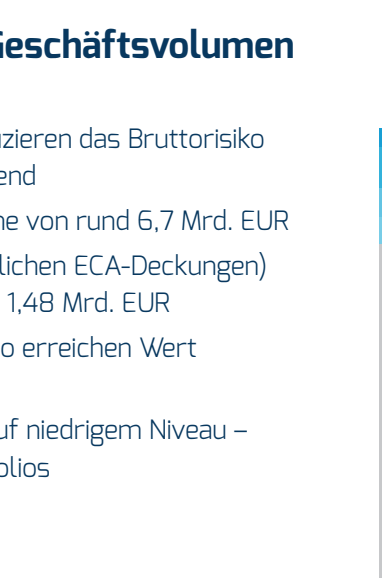 Geschäftsvolumen
zieren das Bruttorisiko
end
ne von rund 6,7 Mrd. EUR
lichen ECA-Deckungen)
1,48 Mrd. EUR
o erreichen Wert
uf niedrigem Niveau –
olios